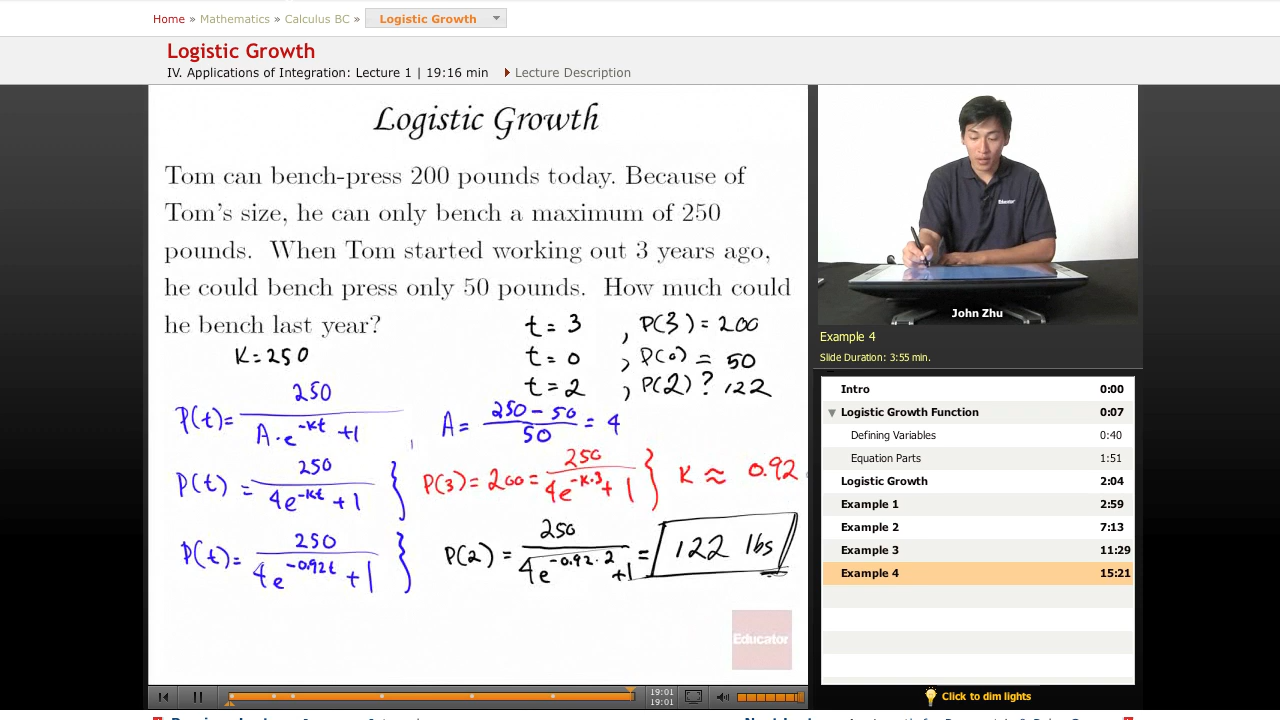 Home » Mathematics » Calculus BC » Logistic Growth
Logistic Growth
IV. Applications of Integration: Lecture 1 | 19:16 min Lecture Description
Logistic Growth
Tom can bench-press 200 pounds today. Because of
Tom's size, he can only bench a maximum of 250
pounds. When Tom started working out 3 years ago,
he could bench press only 50 pounds. How much could
he bench last year?
t = 3 , P(3) = 200
K = 250
t = 0 , P(0) = 50
t = 2 , P(2) ? 122
P(t) = 250 / A·e^-kt + 1
A = 250 - 50 / 50 = 4
P(t) = 250 / 4e^-kt + 1 }
P(3) = 200 = 250 / 4e^-k·3 + 1 } K ≈ 0.92
P(t) = 250 / 4e^-0.92t + 1 }
P(2) = 250 / 4e^-0.92·2 + 1 = 122 lbs
Educator
Educator
John Zhu
Example 4
Slide Duration: 3:55 min.
Intro 0:00
Logistic Growth Function 0:07
Defining Variables 0:40
Equation Parts 1:51
Logistic Growth 2:04
Example 1 2:59
Example 2 7:13
Example 3 11:29
Example 4 15:21
19:01
19:01
Click to dim lights